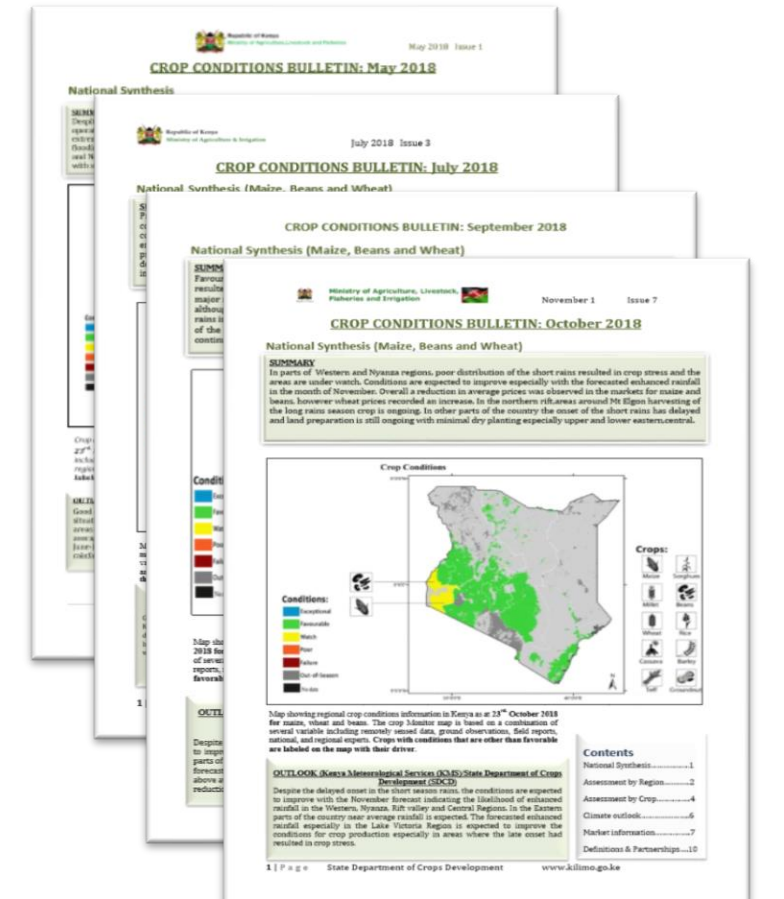 Republic of Kenya
Ministry of Agriculture, Livestock and Fisheries
May 2018 Issue 1
CROP CONDITIONS BULLETIN: May 2018
National Synthesis
Republic of Kenya
Ministry of Agriculture & Irrigation
July 2018 Issue 3
CROP CONDITIONS BULLETIN: July 2018
National Synthesis (Maize, Beans and Wheat)
CROP CONDITIONS BULLETIN: September 2018
National Synthesis (Maize, Beans and Wheat)
Ministry of Agriculture, Livestock,
Fisheries and Irrigation
November 1 Issue 7
CROP CONDITIONS BULLETIN: October 2018
National Synthesis (Maize, Beans and Wheat)
SUMMARY
In parts of Western and Nyanza regions, poor distribution of the short rains resulted in crop stress and the
areas are under watch. Conditions are expected to improve especially with the forecasted enhanced rainfall
in the month of November. Overall a reduction in average prices was observed in the markets for maize and
beans, however wheat prices recorded an increase. In the northern rift,areas around Mt Elgon harvesting of
the long rains season crop is ongoing. In other parts of the country the onset of the short rains has delayed
and land preparation is still ongoing with minimal dry planting especially upper and lower eastern,central.
Crop Conditions
Conditions:
Exceptional
Favourable
Watch
Poor
Failure
Out-of-Season
No data
Crops:
Maize
Sorghum
Millet
Beans
Wheat
Rice
Cassava
Barley
Teff
Groundnut
N
Map showing regional crop conditions information in Kenya as at 23rd October 2018
for maize, wheat and beans. The crop Monitor map is based on a combination of
several variable including remotely sensed data, ground observations, field reports,
national, and regional experts. Crops with conditions that are other than favorable
are labeled on the map with their driver.
OUTLOOK (Kenya Meteorological Services (KMS)/State Department of Crops
Development (SDCD)
Despite the delayed onset in the short season rains, the conditions are expected
to improve with the November forecast indicating the likelihood of enhanced
rainfall in the Western, Nyanza, Rift valley and Central Regions. In the Eastern
parts of the country near average rainfall is expected. The forecasted enhanced
rainfall especially in the Lake Victoria Region is expected to improve the
conditions for crop production especially in areas where the late onset had
resulted in crop stress.
Contents
National Synthesis..............1
Assessment by Region...2
Assessment by Crop.......4
Climate outlook..............6
Market information........7
Definitions & Partnerships...10
1 | Page State Department of Crops Development www.kilimo.go.ke